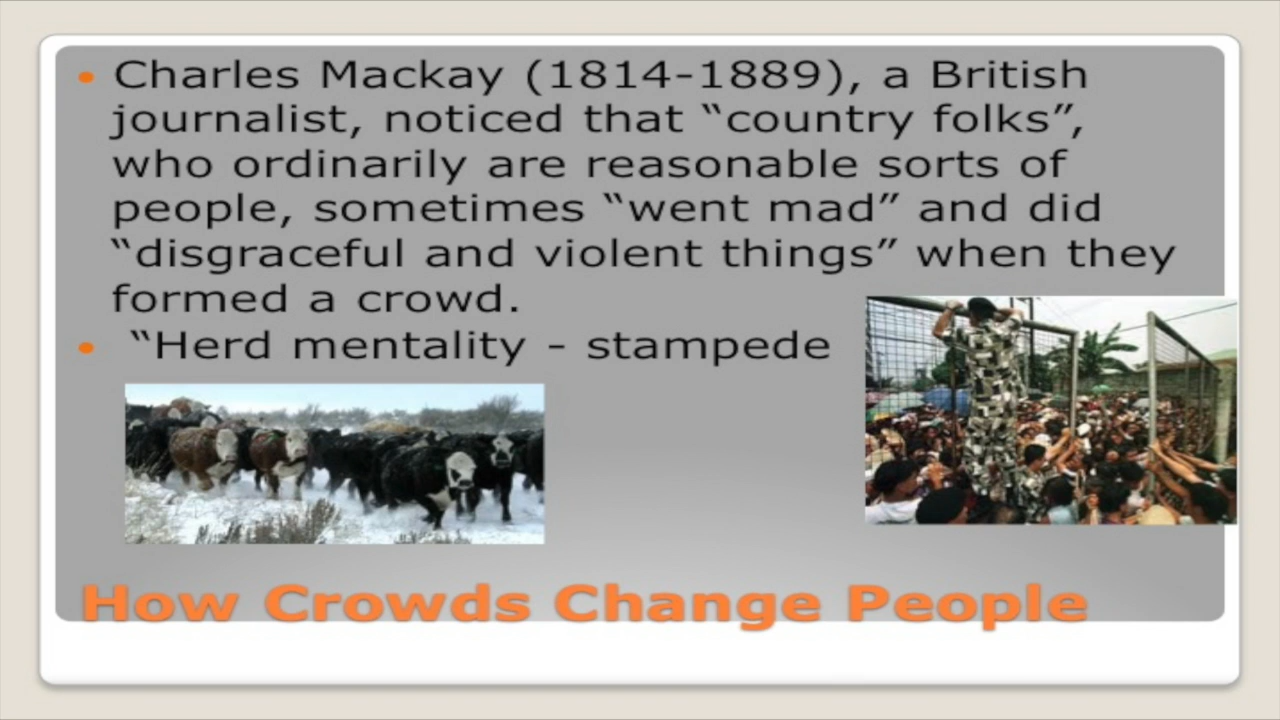 Charles Mackay (1814-1889), a British
journalist, noticed that “country folks”,
who ordinarily are reasonable sorts of
people, sometimes “went mad” and did
“disgraceful and violent things” when they
formed a crowd.
“Herd mentality - stampede
How Crowds Change People